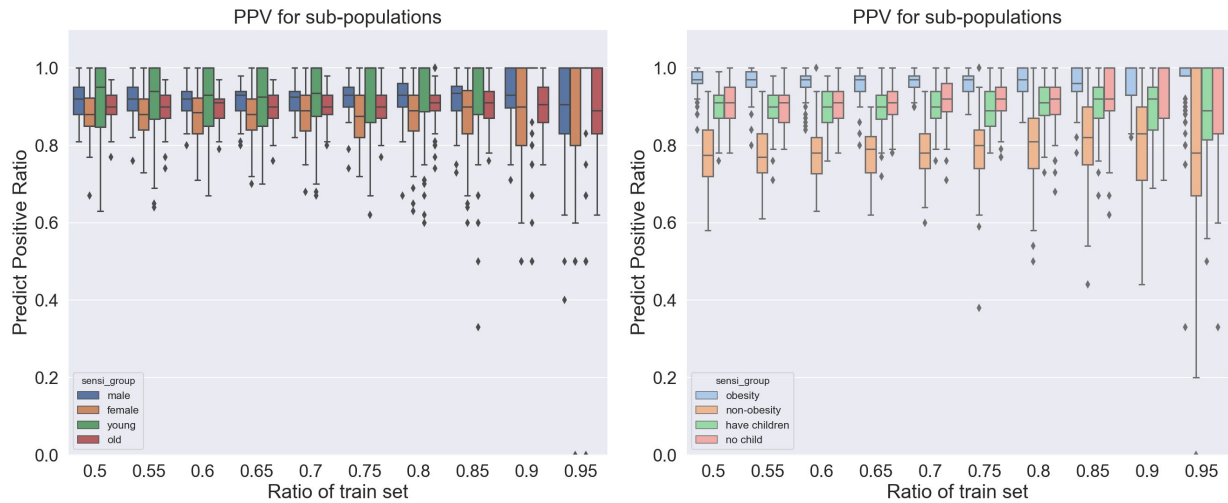 PPV for sub-populations
Predict Positive Ratio
1.0
0.8
0.6
0.4
0.2
0.0
sensi_group
male
female
young
old
0.5 0.55 0.6 0.65 0.7 0.75 0.8 0.85 0.9 0.95
Ratio of train set
PPV for sub-populations
Predict Positive Ratio
1.0
0.8
0.6
0.4
0.2
0.0
sensi_group
obesity
non-obesity
have children
no child
0.5 0.55 0.6 0.65 0.7 0.75 0.8 0.85 0.9 0.95
Ratio of train set